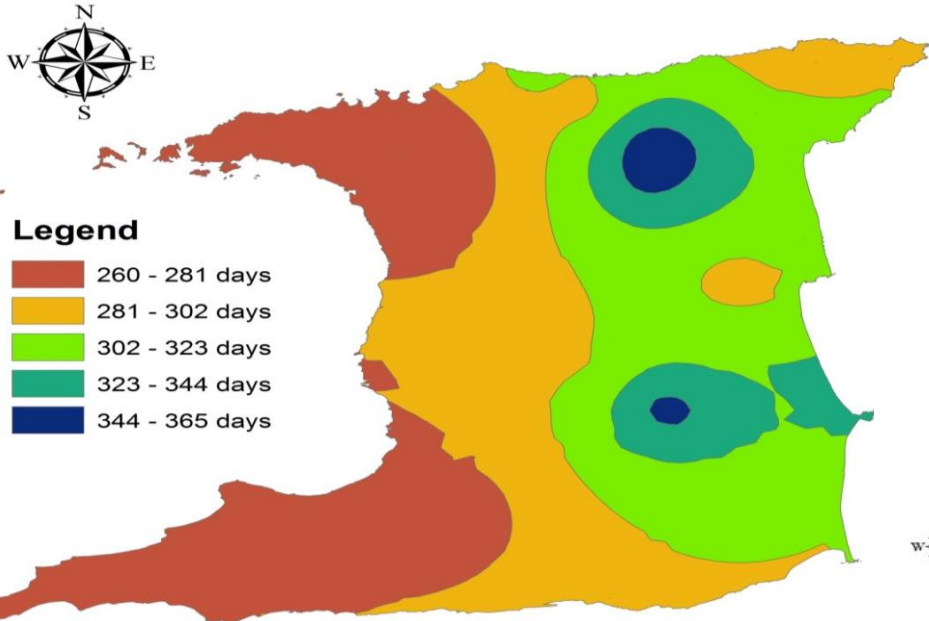 N
W E
S
Legend
260 - 281 days
281 - 302 days
302 - 323 days
323 - 344 days
344 - 365 days
W